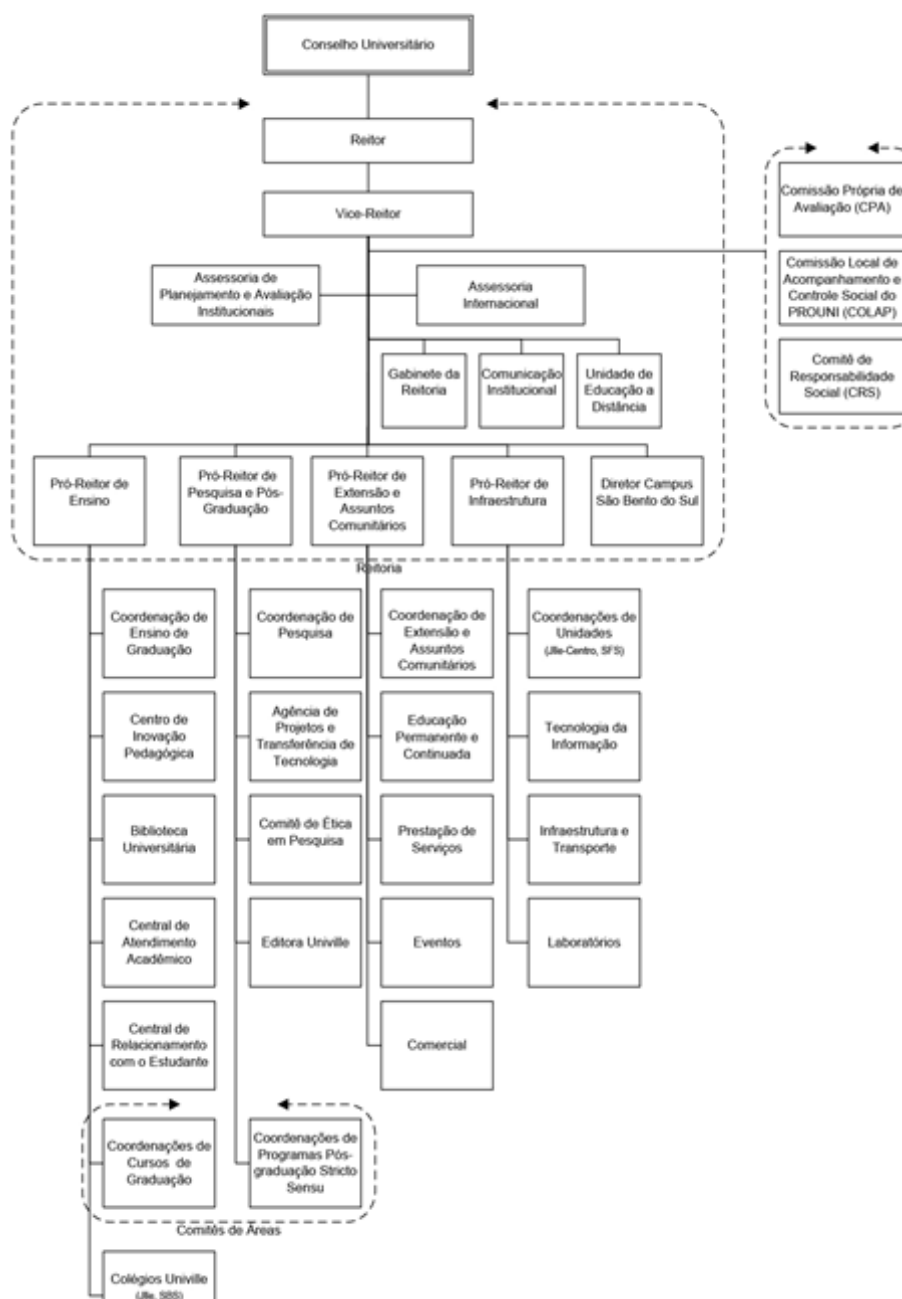 Conselho Universitário
Reitor
Vice-Reitor
Comissão Própria de
Avaliação (CPA)
Comissão Local de
Acompanhamento e
Controle Social do
PROUNI (COLAP)
Comitê de
Responsabilidade
Social (CRS)
Assessoria de
Planejamento e Avaliação
Institucionais
Assessoria
Internacional
Gabinete da
Reitoria
Comunicação
Institucional
Unidade de
Educação a
Distância
Pró-Reitor de
Ensino
Pró-Reitor de
Pesquisa e Pós-
Graduação
Pró-Reitor de
Extensão e
Assuntos
Comunitários
Pró-Reitor de
Infraestrutura
Diretor Campus
São Bento do Sul
Reitoria
Coordenação de
Ensino de
Graduação
Coordenação de
Pesquisa
Coordenação de
Extensão e
Assuntos
Comunitários
Coordenações de
Unidades
(Jlle-Centro, SFS)
Centro de
Inovação
Pedagógica
Agência de
Projetos e
Transferência de
Tecnologia
Educação
Permanente e
Continuada
Tecnologia da
Informação
Biblioteca
Universitária
Comitê de Ética
em Pesquisa
Prestação de
Serviços
Infraestrutura e
Transporte
Central de
Atendimento
Acadêmico
Editora Univille
Eventos
Laboratórios
Central de
Relacionamento
com o Estudante
Comercial
Coordenações de
Cursos de
Graduação
Coordenações de
Programas Pós-
graduação Stricto
Sensu
Comitês de Áreas
Colégios Univille
(Jlle, SBS)